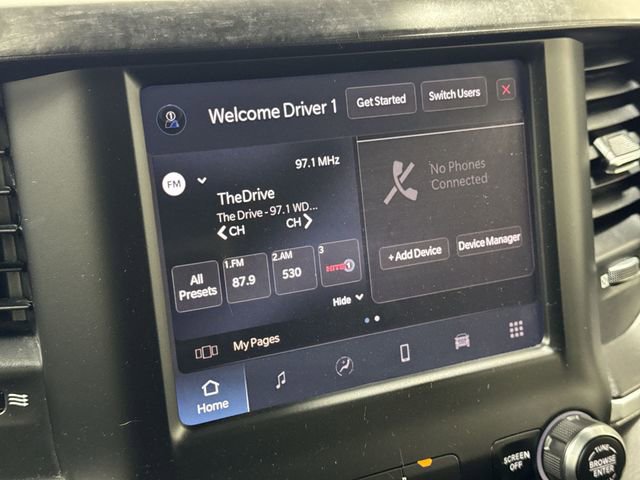 Welcome Driver 1
Get Started
Switch Users
97.1 MHz
FM
TheDrive
The Drive - 97.1 WD...
CH CH
All Presets
1.FM
87.9
2.AM
530
3
HITS 1
Hide
No Phones
Connected
+ Add Device
Device Manager
My Pages
Home
SCREEN
OFF
TUNE
BROWSE
ENTER